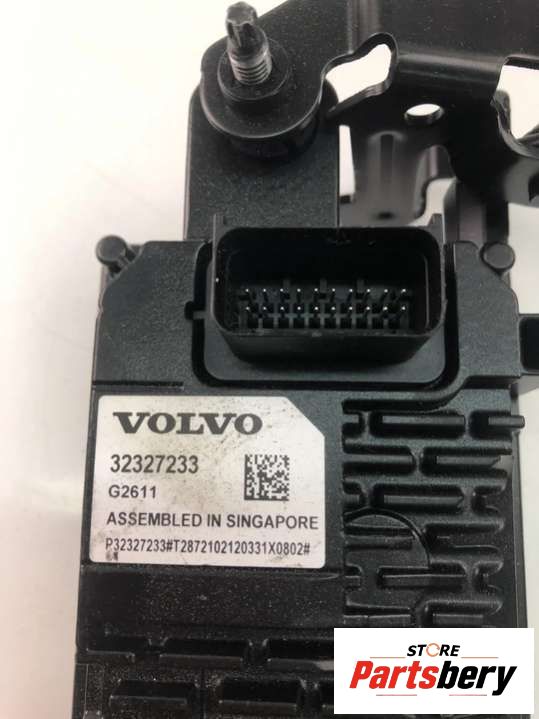 VOLVO
32327233
G2611
ASSEMBLED IN SINGAPORE
P32327233#T2872102120331X0802#
STORE
Partsbery